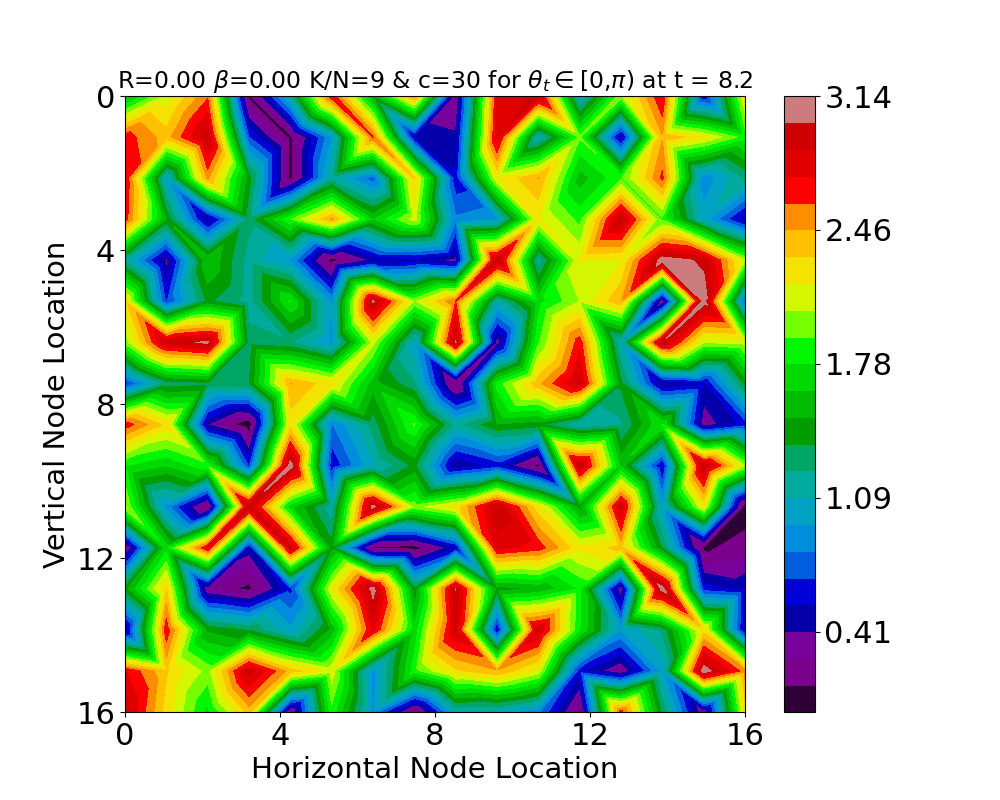 R=0.00 β=0.00 K/N=9 & c=30 for θ_t ∈ [0,π) at t = 8.2
0
4
8
12
16
Vertical Node Location
0 4 8 12 16
Horizontal Node Location
3.14
2.46
1.78
1.09
0.41